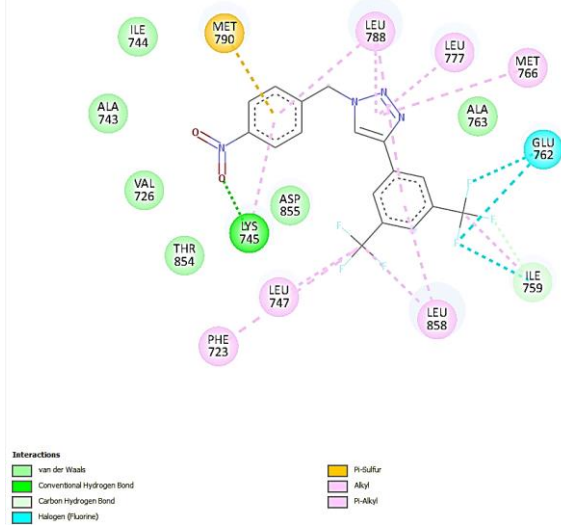 ILE
744
MET
790
LEU
788
LEU
777
MET
766
ALA
743
ALA
763
GLU
762
N
N
N
O
N
O
VAL
726
ASP
855
LYS
745
THR
854
F
F
F
F
F
F
ILE
759
LEU
747
LEU
858
PHE
723
Interactions
van der Waals
Conventional Hydrogen Bond
Carbon Hydrogen Bond
Halogen (Fluorine)
Pi-Sulfur
Alkyl
Pi-Alkyl